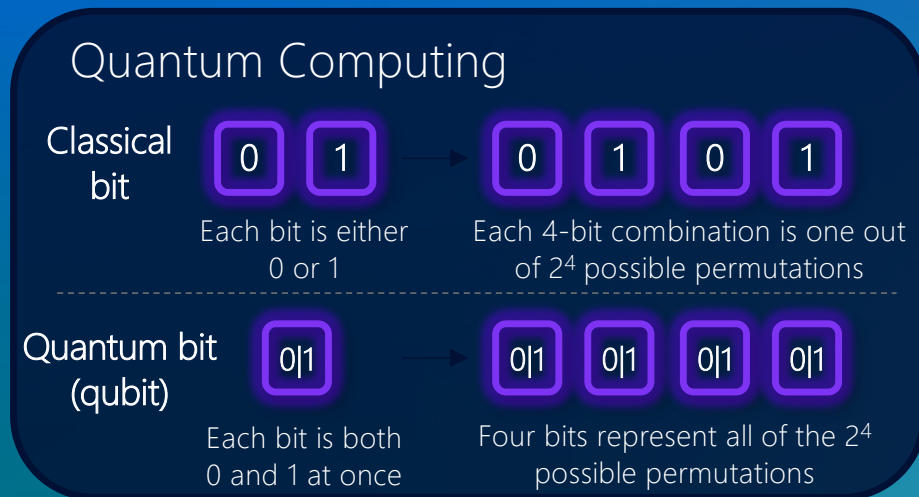 Quantum Computing
Classical
bit
0 1 0 1 0 1
Each bit is either
0 or 1
Each 4-bit combination is one out
of 2⁴ possible permutations
Quantum bit
(qubit)
0|1 0|1 0|1 0|1 0|1
Each bit is both
0 and 1 at once
Four bits represent all of the 2⁴
possible permutations